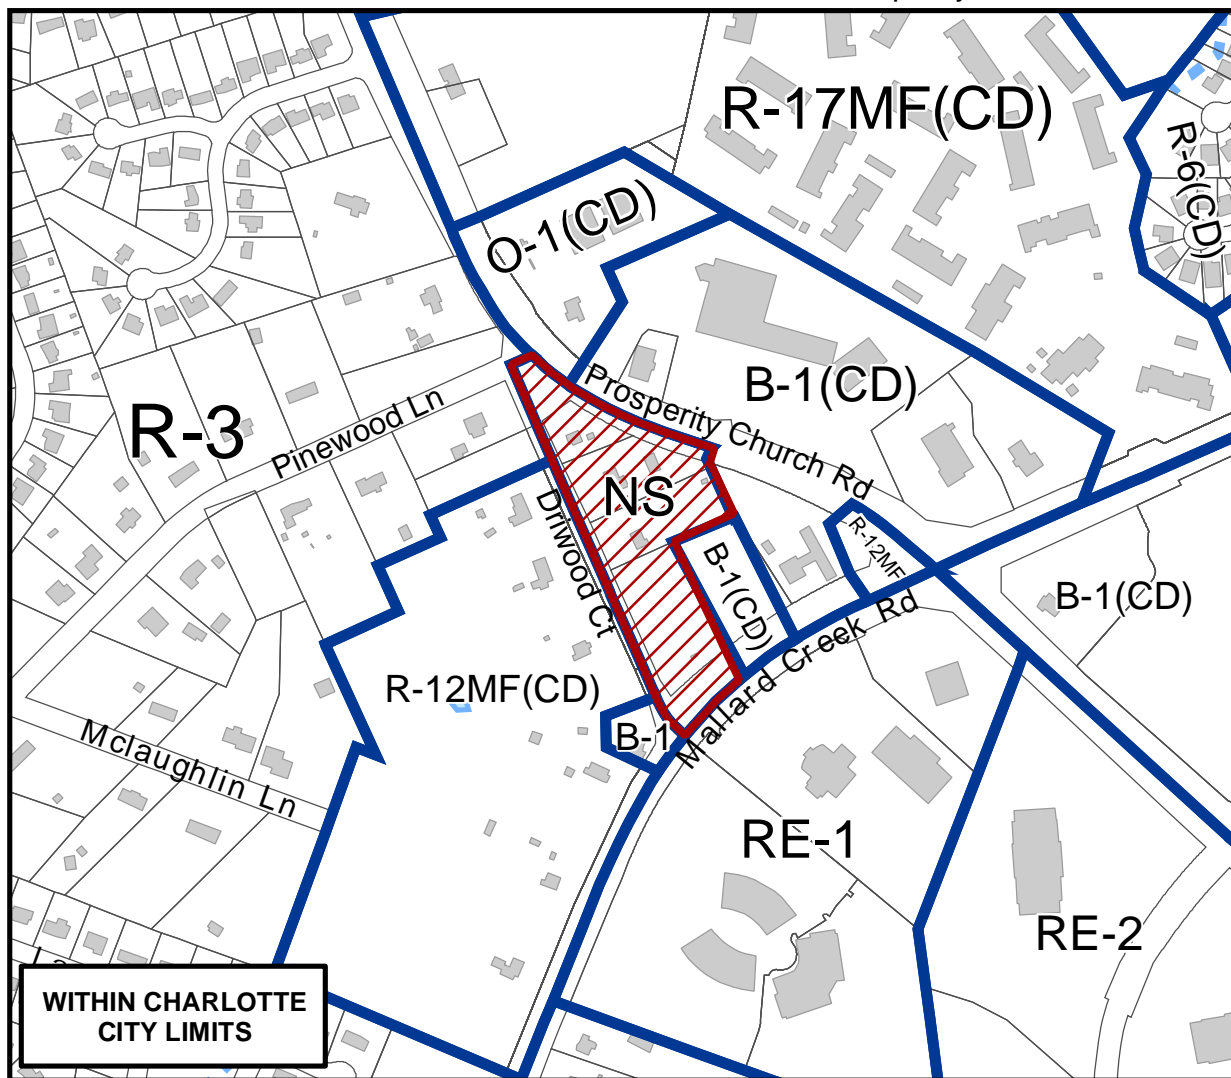 R-17MF(CD)
R-6(CD)
O-1(CD)
B-1(CD)
R-3
Pinewood Ln
Prosperity Church Rd
NS
Driwood Ct
B-1(CD)
R-12MF
B-1(CD)
R-12MF(CD)
B-1
Mallard Creek Rd
Mclaughlin Ln
RE-1
RE-2
WITHIN CHARLOTTE
CITY LIMITS